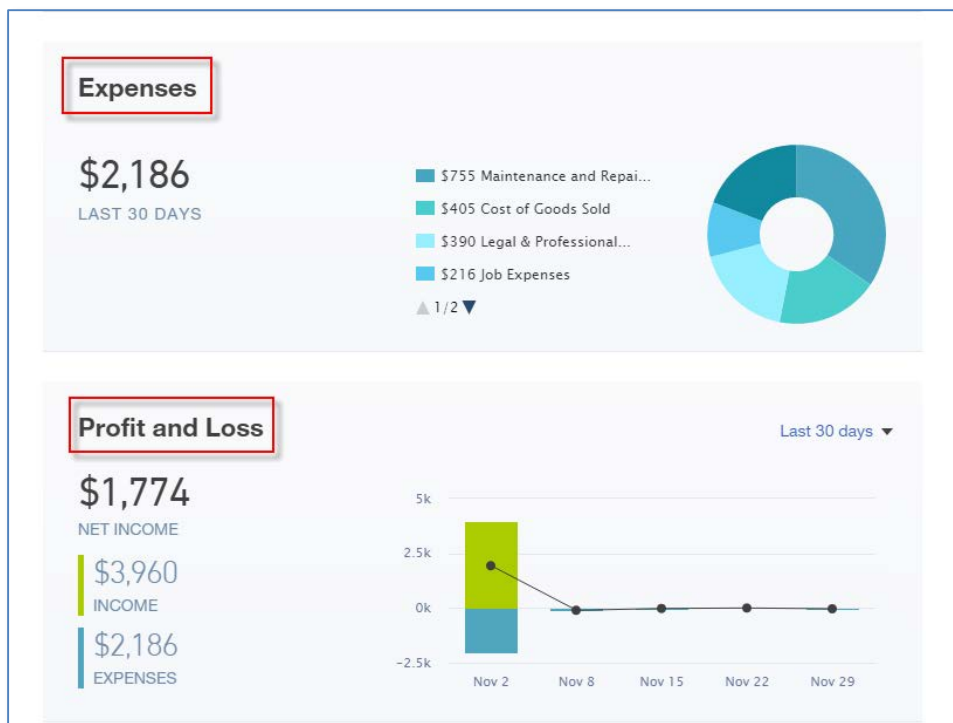 Expenses
$2,186
LAST 30 DAYS
$755 Maintenance and Repai...
$405 Cost of Goods Sold
$390 Legal & Professional...
$216 Job Expenses
1/2
Profit and Loss
Last 30 days
$1,774
NET INCOME
$3,960
INCOME
$2,186
EXPENSES
5k
2.5k
0k
−2.5k
Nov 2 Nov 8 Nov 15 Nov 22 Nov 29